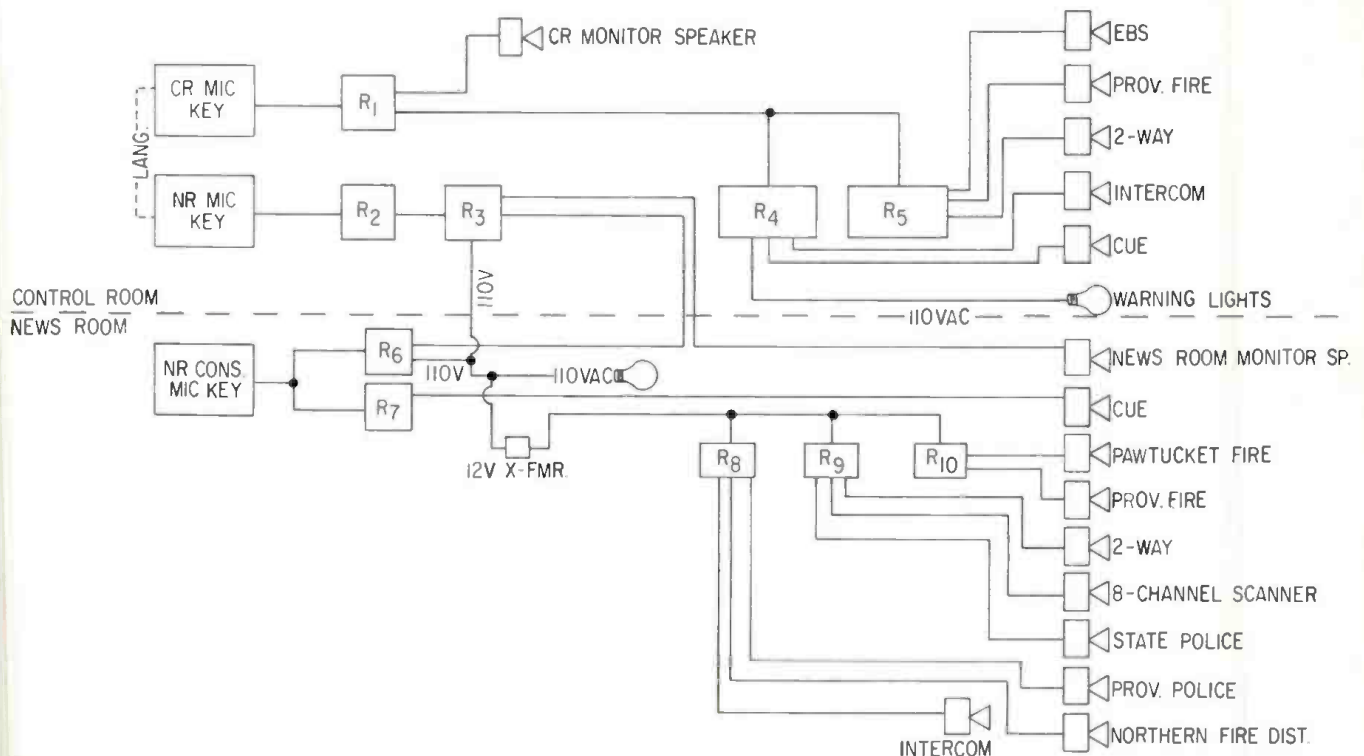 CR MONITOR SPEAKER
EBS
CR MIC
KEY
R1
PROV. FIRE
2-WAY
LANG.
NR MIC
KEY
R2
R3
R4
R5
INTERCOM
CUE
110V
WARNING LIGHTS
CONTROL ROOM
NEWS ROOM
110VAC
NR CONS.
MIC KEY
R6
110V
110VAC
NEWS ROOM MONITOR SP.
R7
CUE
12V X-FMR.
R8
R9
R10
PAWTUCKET FIRE
PROV. FIRE
2-WAY
8-CHANNEL SCANNER
STATE POLICE
PROV. POLICE
INTERCOM
NORTHERN FIRE DIST.